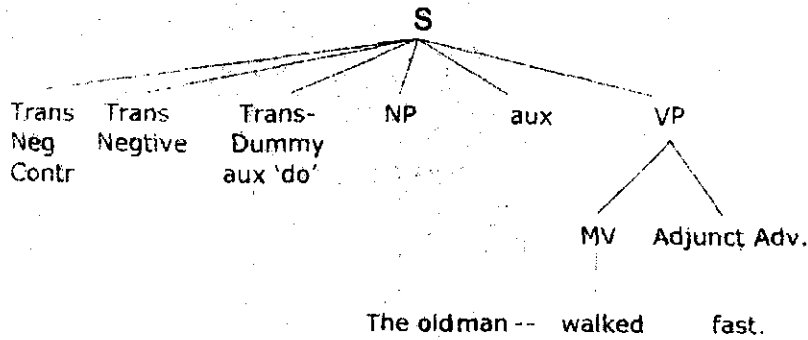 S
Trans Trans Trans- NP aux VP
Neg Negtive Dummy
Contr aux 'do'
MV Adjunct Adv.
The oldman -- walked fast.